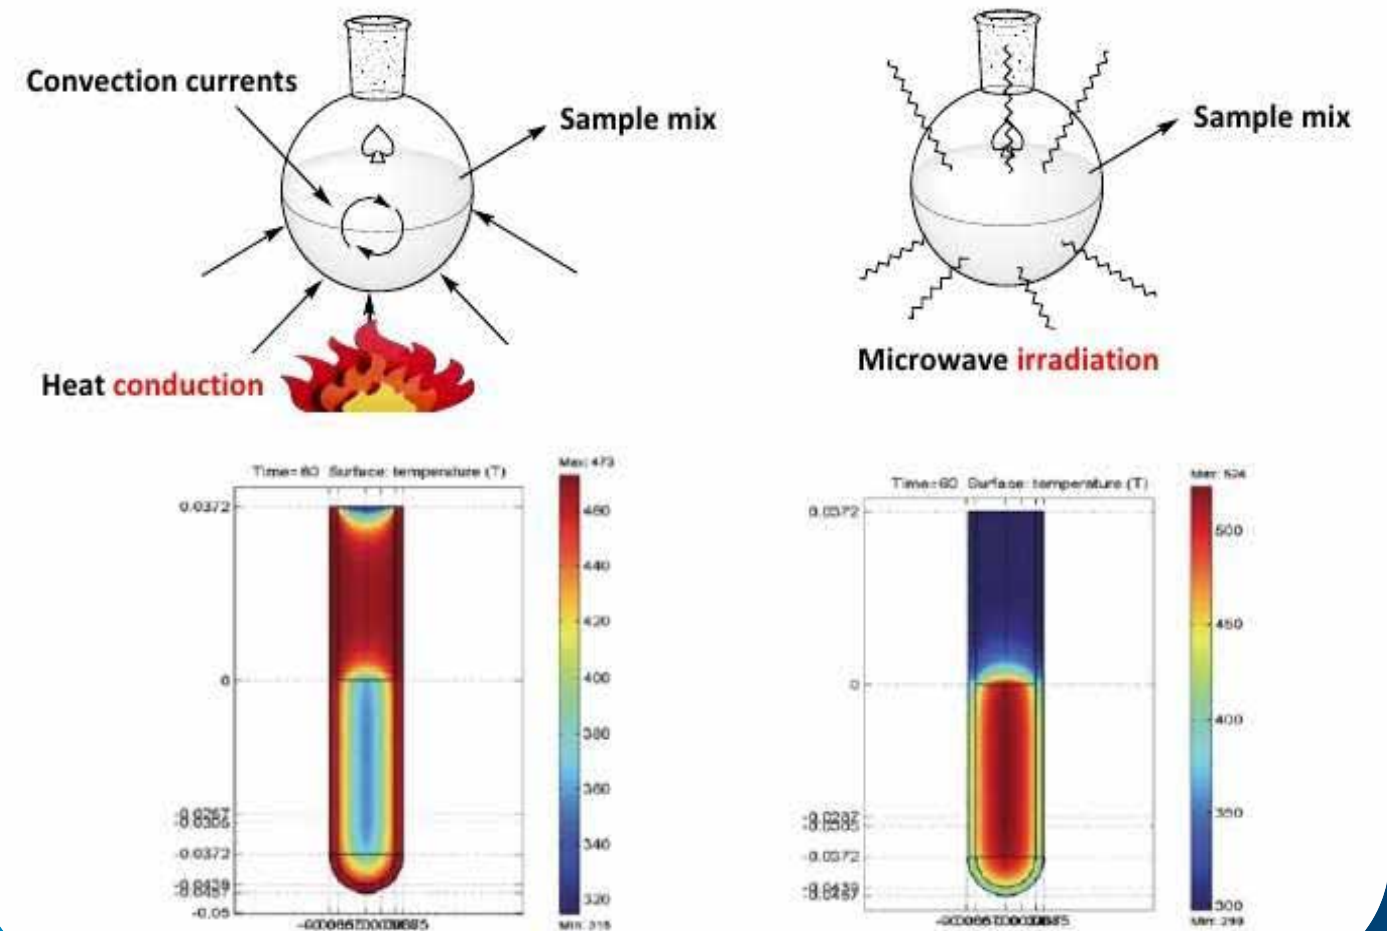 Convection currents
Sample mix
Heat conduction
Sample mix
Microwave irradiation
Time=60 Surface: temperature (T)
Max: 473
0.0372
0
-0.0372
-0.05
460
440
420
400
380
360
340
320
Time=60 Surface: temperature (T)
0.0372
0
-0.0372
500
450
400
350
300